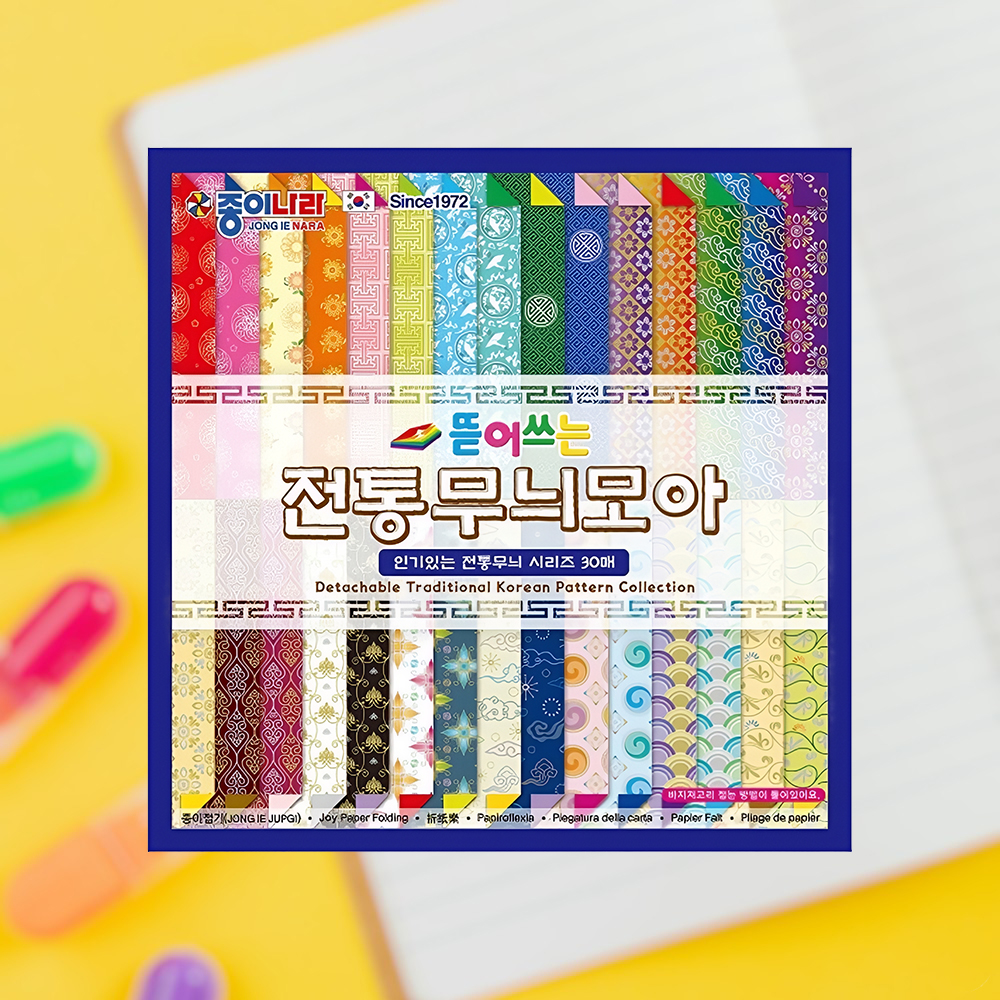 종이나라
JONG IE NARA
Since1972
뜯어쓰는
전통무늬모아
인기있는 전통무늬 시리즈 30매
Detachable Traditional Korean Pattern Collection
바지저고리 접는 방법이 들어있어요.
종이접기(JONG IE JUPGI) • Joy Paper Folding • 折纸乐 • Papiroflexia • Piegatura della carta • Papier Falt • Pliage de papier